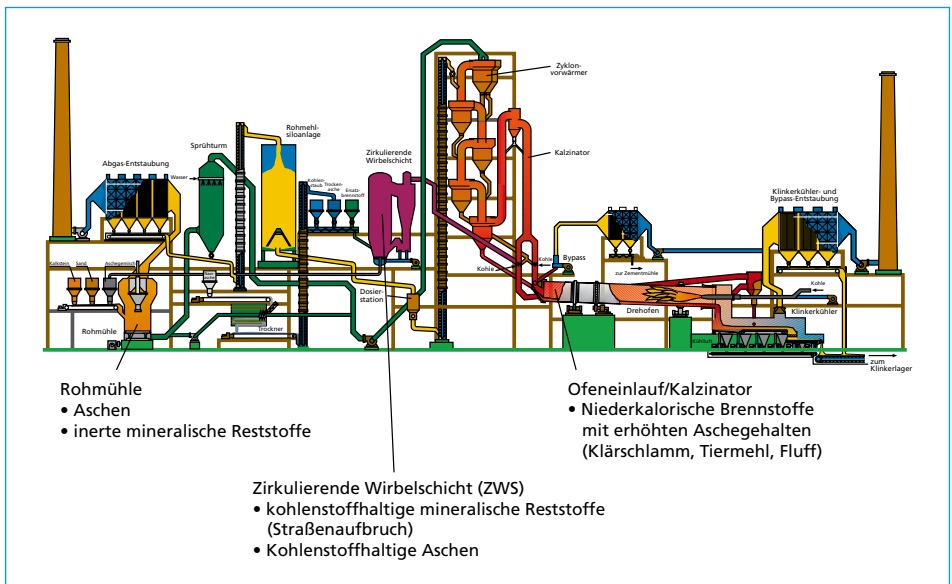 Zyklon-
vorwärmer
Rohmehl-
siloanlage
Sprühturm
Zirkulierende
Wirbelschicht
Kalzinator
Abgas-Entstaubung
Wasser
Kohlen-
staub
Trocken-
asche
Ersatz-
brennstoff
Klinkerkühler- und
Bypass-Entstaubung
Kohle
Bypass
Kohle
zur Zementmühle
Kalkstein
Sand
Aschegemisch
Dosier-
station
Kohle
Drehofen
Klinkerkühler
Rohmühle
Trockner
Kühlluft
zum
Klinkerlager
Rohmühle
• Aschen
• inerte mineralische Reststoffe
Ofeneinlauf/Kalzinator
• Niederkalorische Brennstoffe
mit erhöhten Aschegehalten
(Klärschlamm, Tiermehl, Fluff)
Zirkulierende Wirbelschicht (ZWS)
• kohlenstoffhaltige mineralische Reststoffe
(Straßenaufbruch)
• Kohlenstoffhaltige Aschen